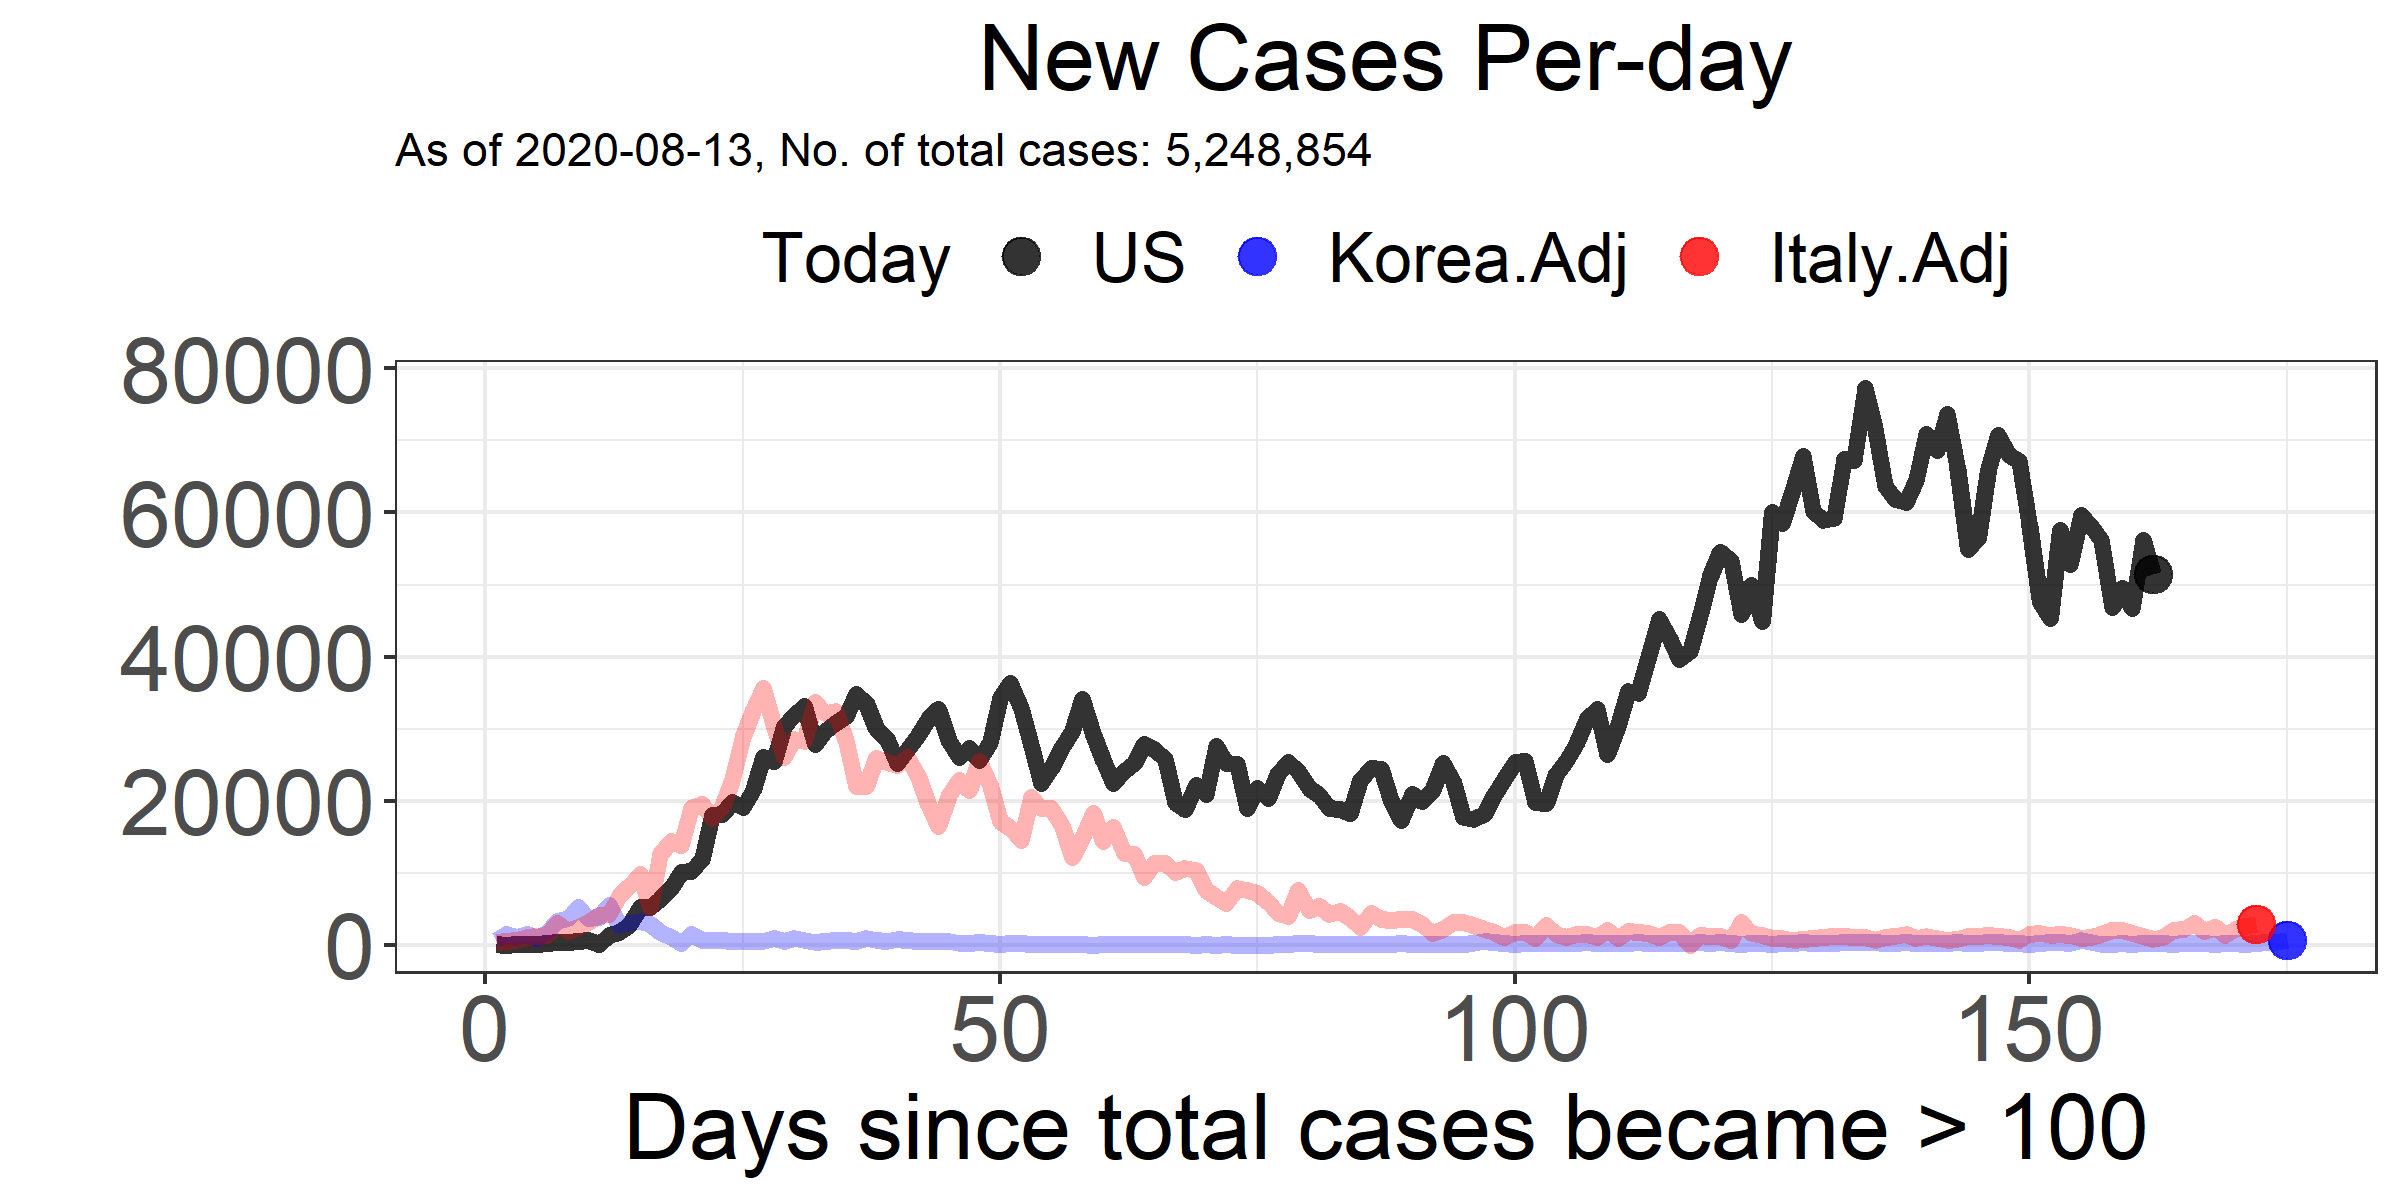 New Cases Per-day
As of 2020-08-13, No. of total cases: 5,248,854
Today US Korea.Adj Italy.Adj
80000
60000
40000
20000
0
0 50 100 150
Days since total cases became > 100